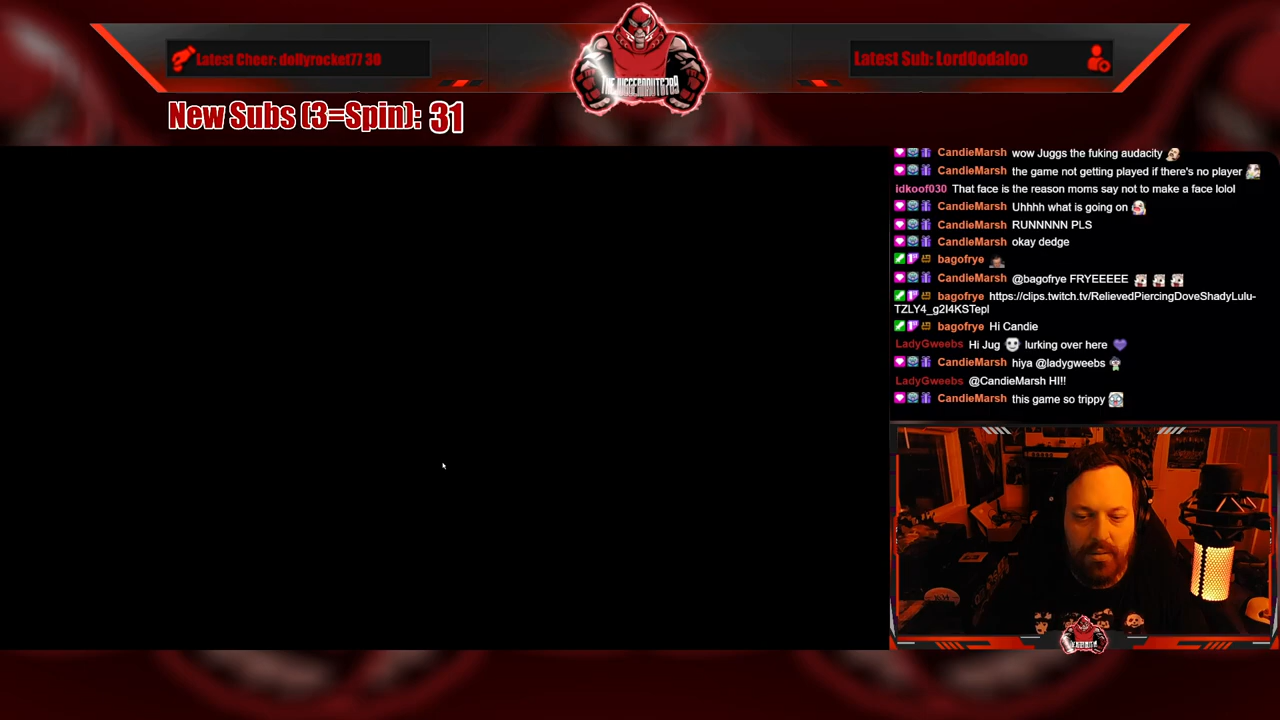 Latest Cheer: dollyrocket77 30
THEJUGGERNAUT6789
Latest Sub: LordOodaloo
New Subs (3=Spin): 31
CandieMarsh wow Juggs the fuking audacity
CandieMarsh the game not getting played if there's no player
idkoof030 That face is the reason moms say not to make a face lolol
CandieMarsh Uhhhh what is going on
CandieMarsh RUNNNNN PLS
CandieMarsh okay dedge
bagofrye
CandieMarsh @bagofrye FRYEEEEE
bagofrye https://clips.twitch.tv/RelievedPiercingDoveShadyLulu-
TZLY4_g2I4KSTepl
bagofrye Hi Candie
LadyGweebs Hi Jug lurking over here
CandieMarsh hiya @ladygweebs
LadyGweebs @CandieMarsh HI!!
CandieMarsh this game so trippy